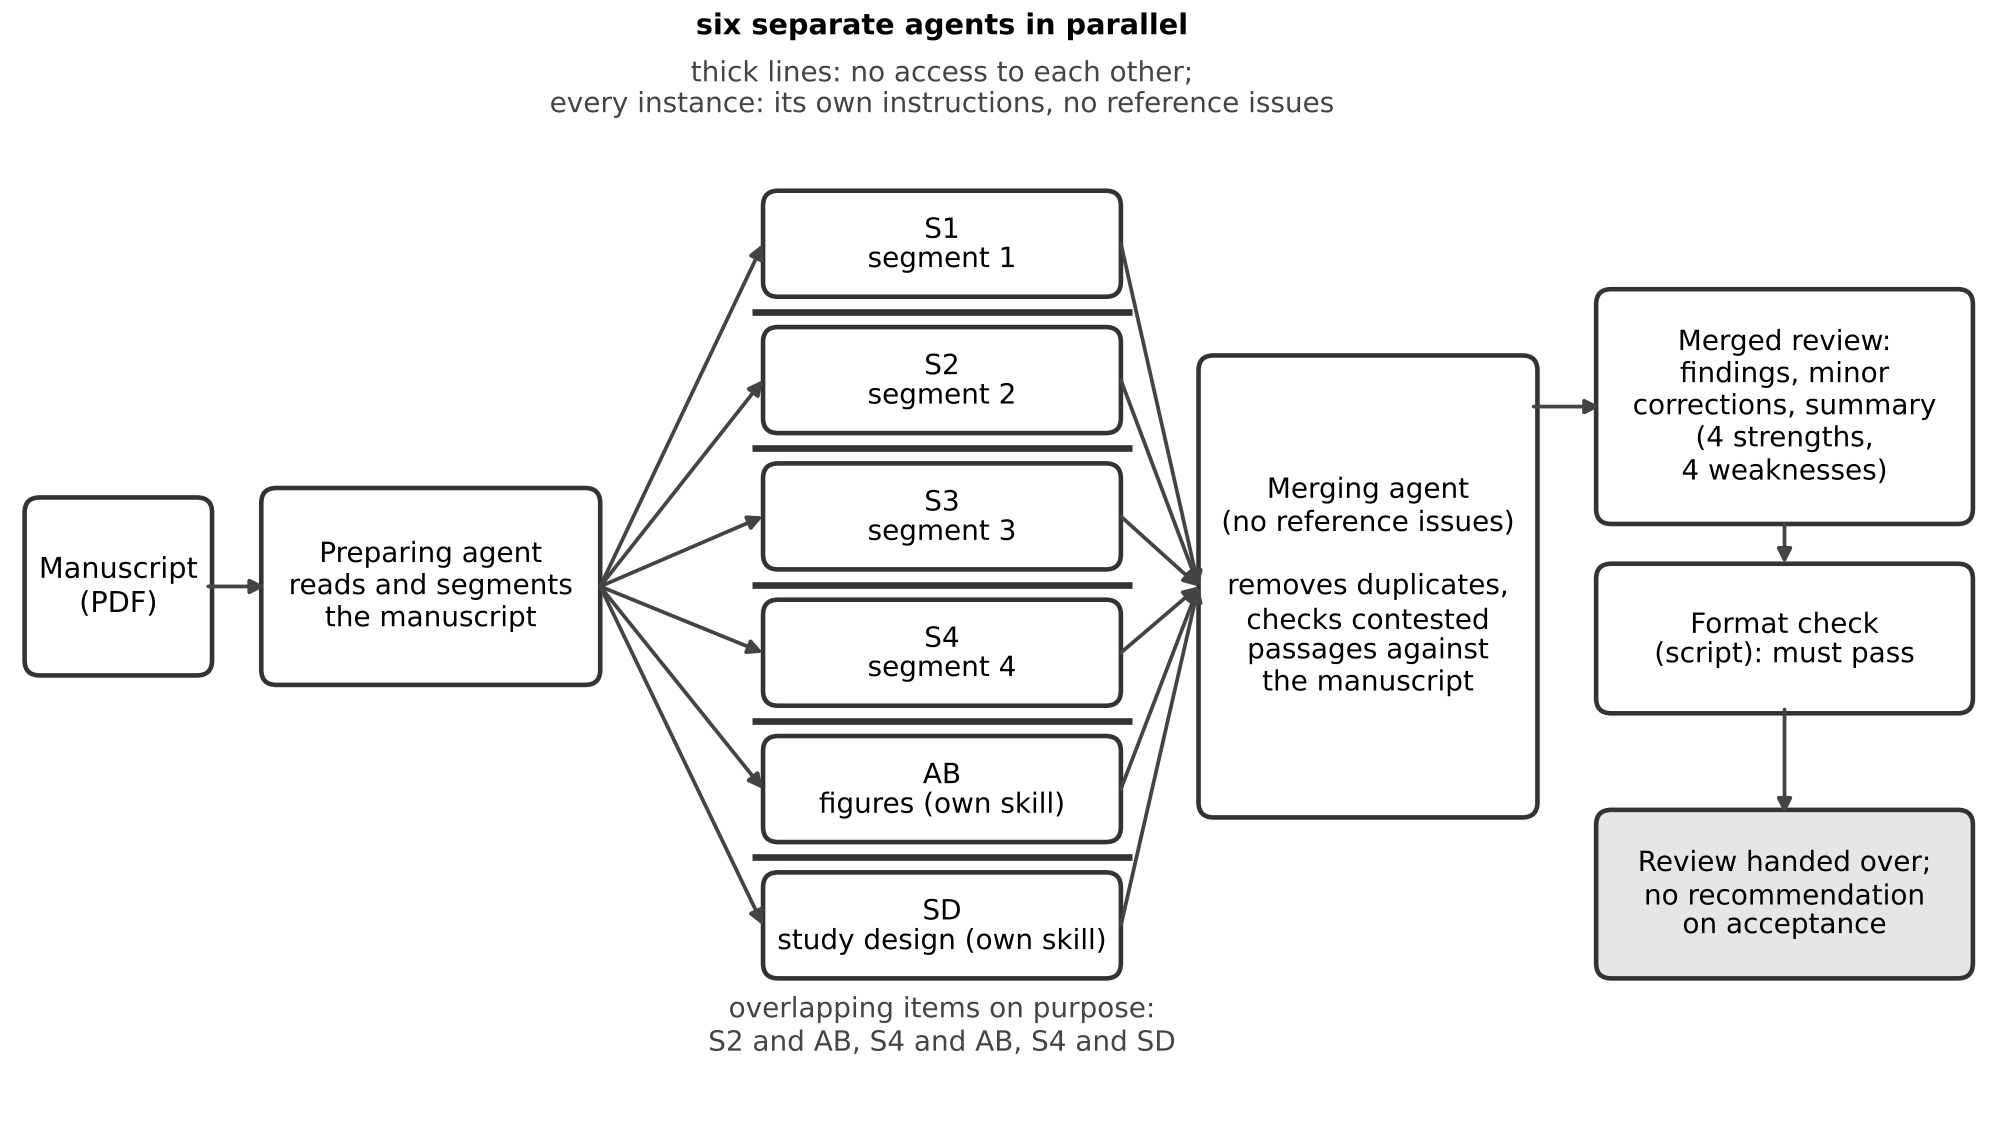 six separate agents in parallel
thick lines: no access to each other;
every instance: its own instructions, no reference issues
Manuscript
(PDF)
Preparing agent
reads and segments
the manuscript
S1
segment 1
S2
segment 2
S3
segment 3
S4
segment 4
AB
figures (own skill)
SD
study design (own skill)
overlapping items on purpose:
S2 and AB, S4 and AB, S4 and SD
Merging agent
(no reference issues)
removes duplicates,
checks contested
passages against
the manuscript
Merged review:
findings, minor
corrections, summary
(4 strengths,
4 weaknesses)
Format check
(script): must pass
Review handed over;
no recommendation
on acceptance